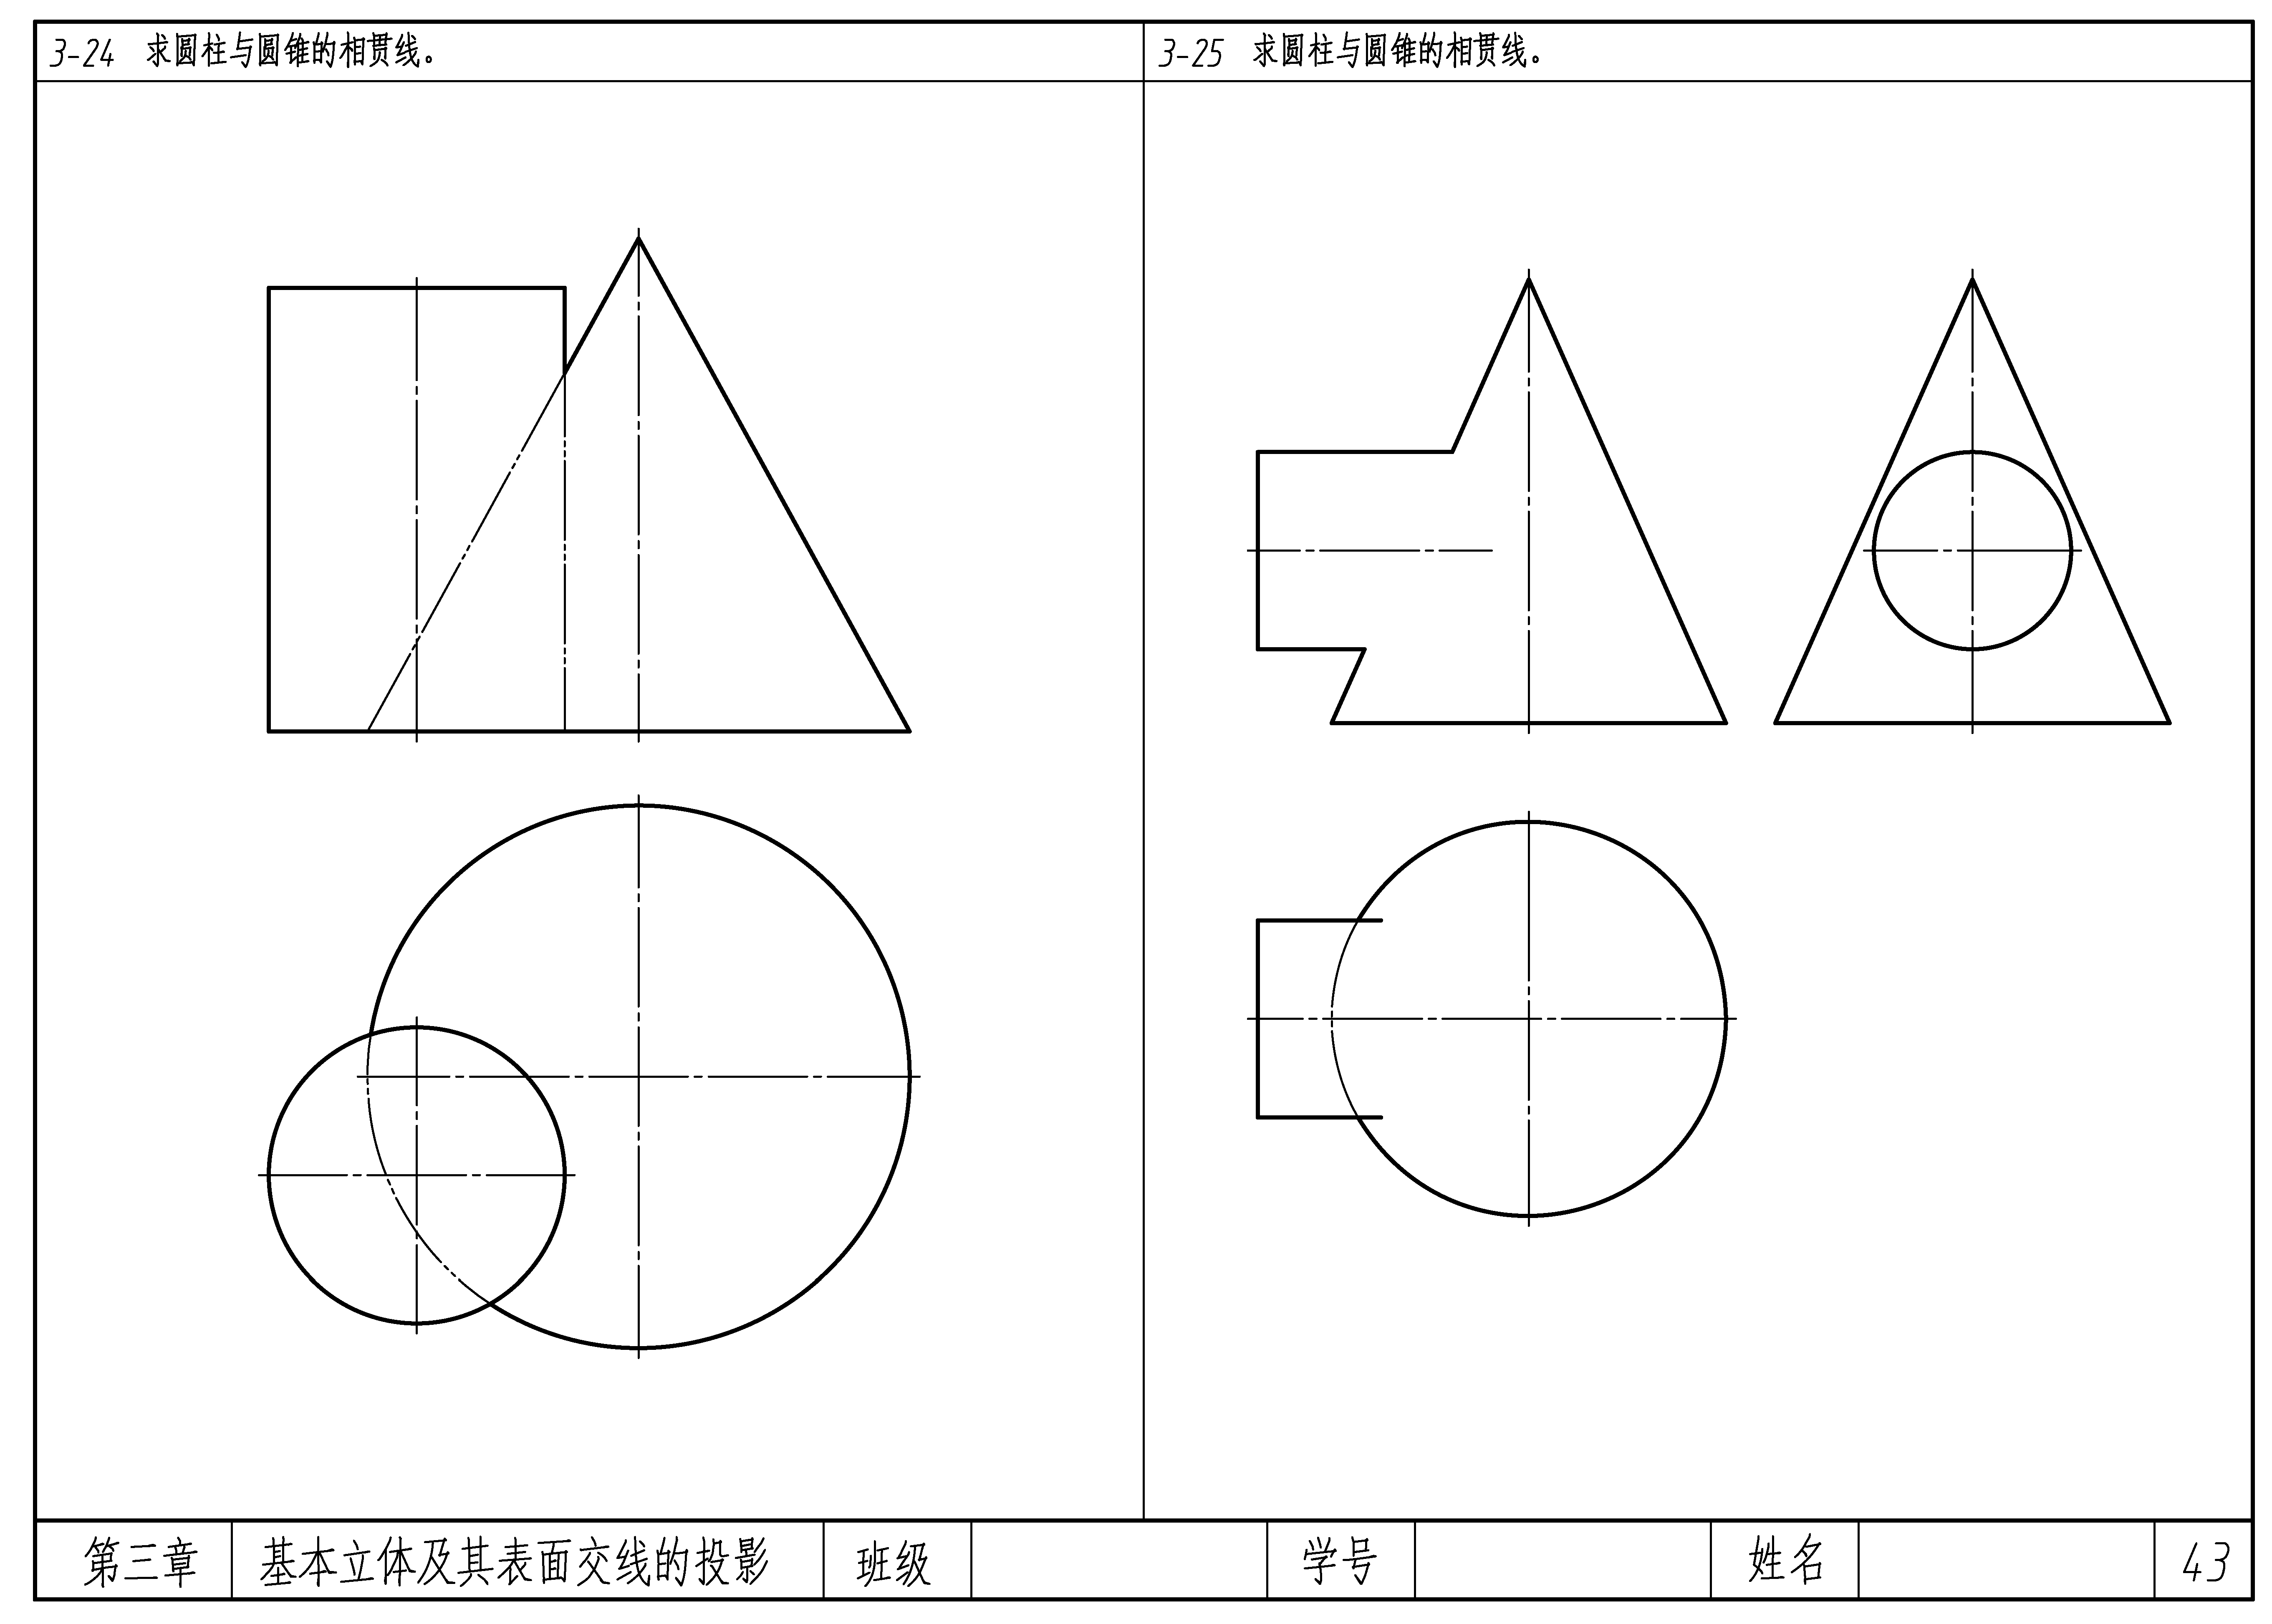 3-24 求圆柱与圆锥的相贯线。
3-25 求圆柱与圆锥的相贯线。
第三章 基本立体及其表面交线的投影 班级 学号 姓名 43